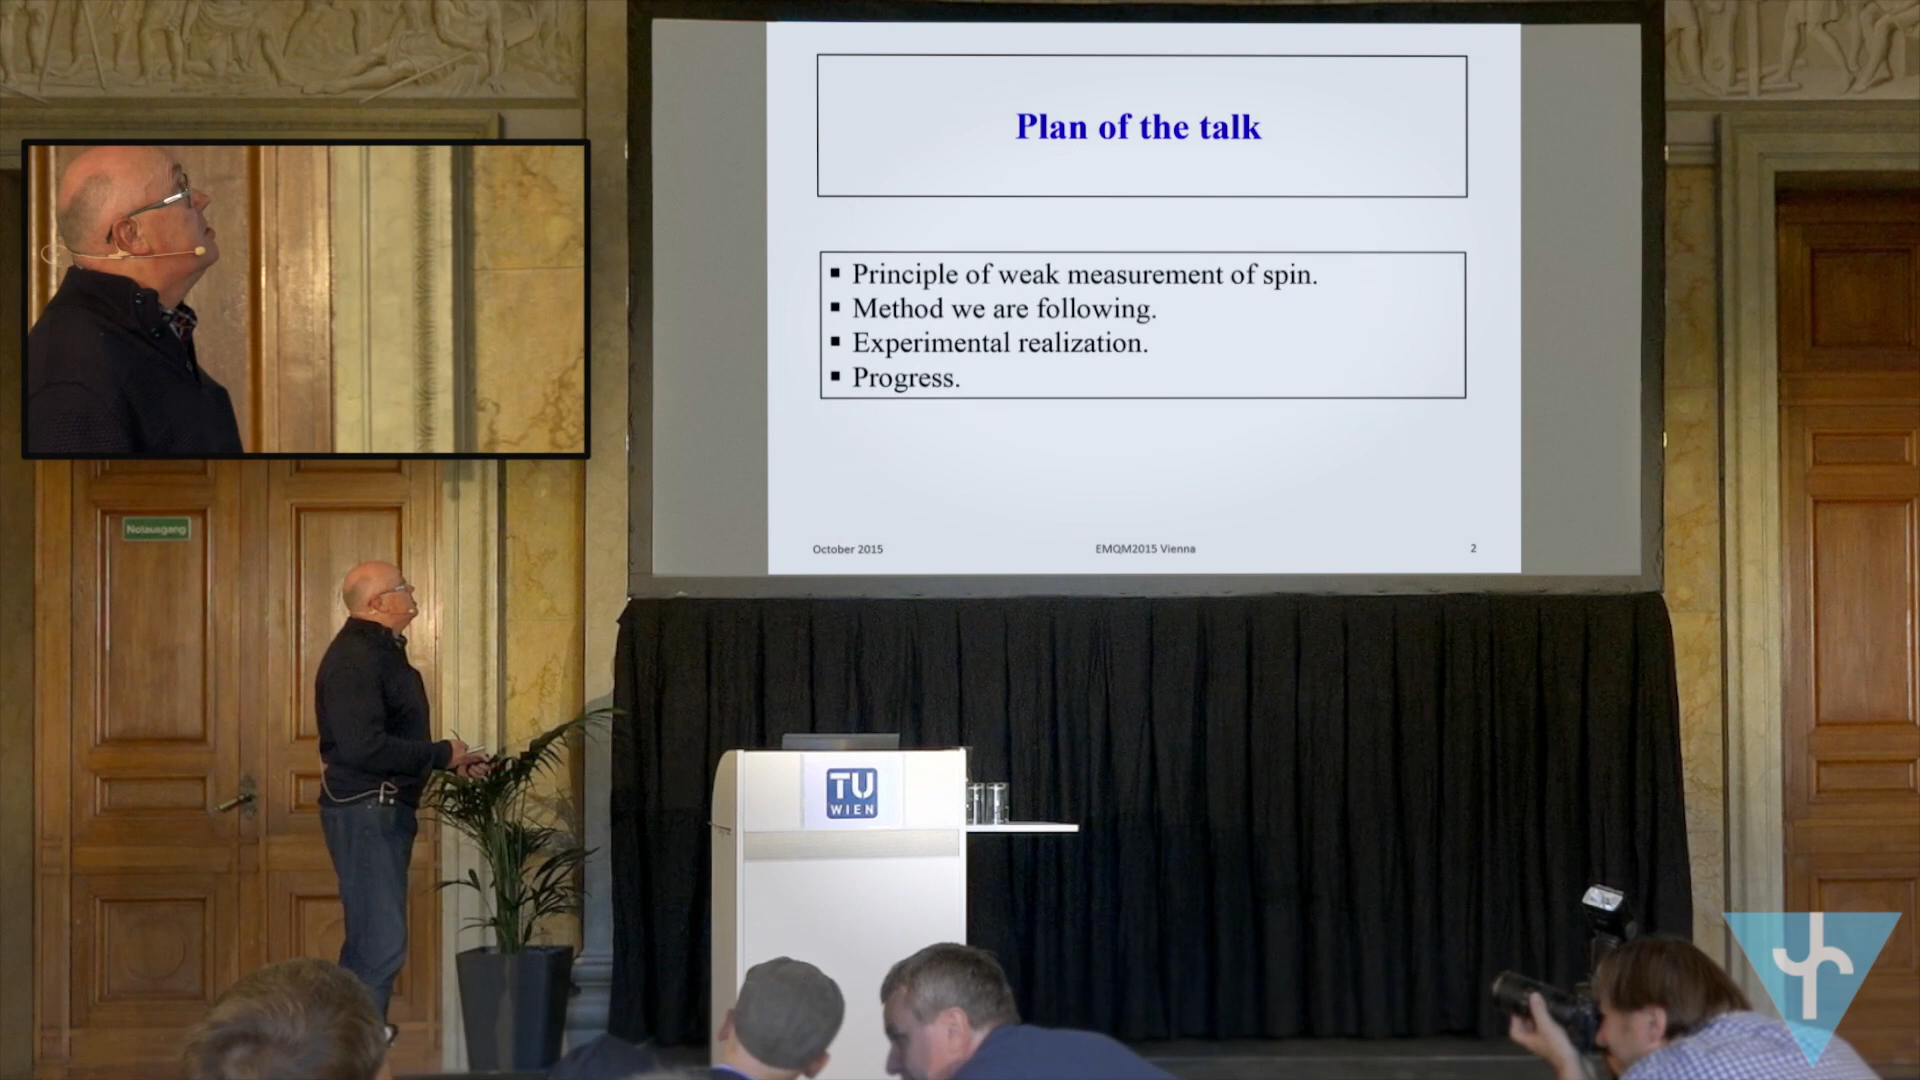 Plan of the talk
▪ Principle of weak measurement of spin.
▪ Method we are following.
▪ Experimental realization.
▪ Progress.
October 2015
EMQM2015 Vienna
2
Notausgang
TU
WIEN